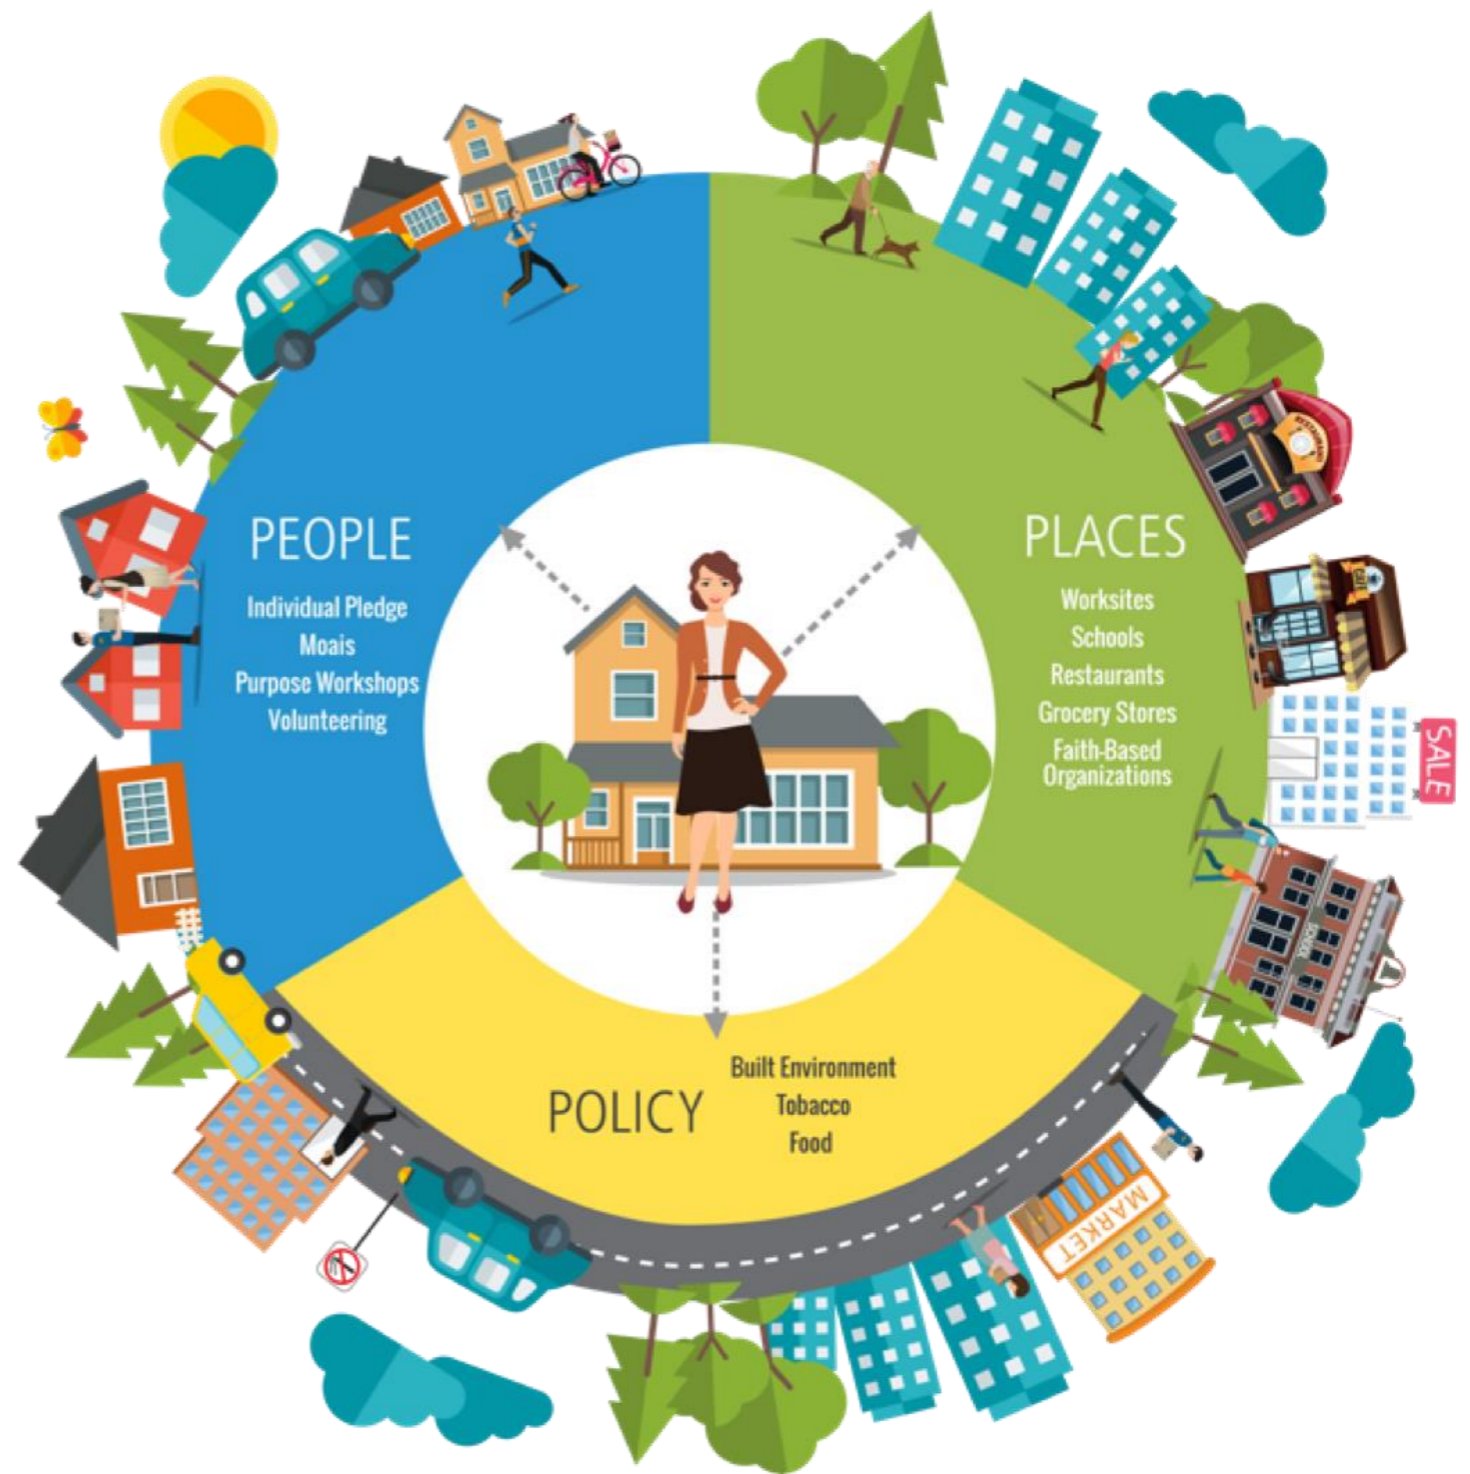 PEOPLE
Individual Pledge
Moais
Purpose Workshops
Volunteering
PLACES
Worksites
Schools
Restaurants
Grocery Stores
Faith-Based
Organizations
SALE
SCHOOL
POLICY
Built Environment
Tobacco
Food
MARKET